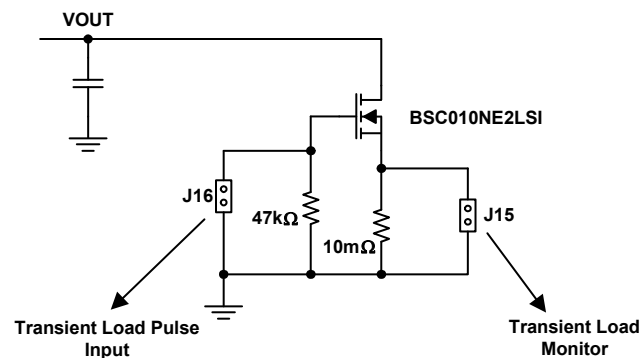 VOUT
BSC010NE2LSI
J16
47kΩ
10mΩ
J15
Transient Load Pulse
Input
Transient Load
Monitor